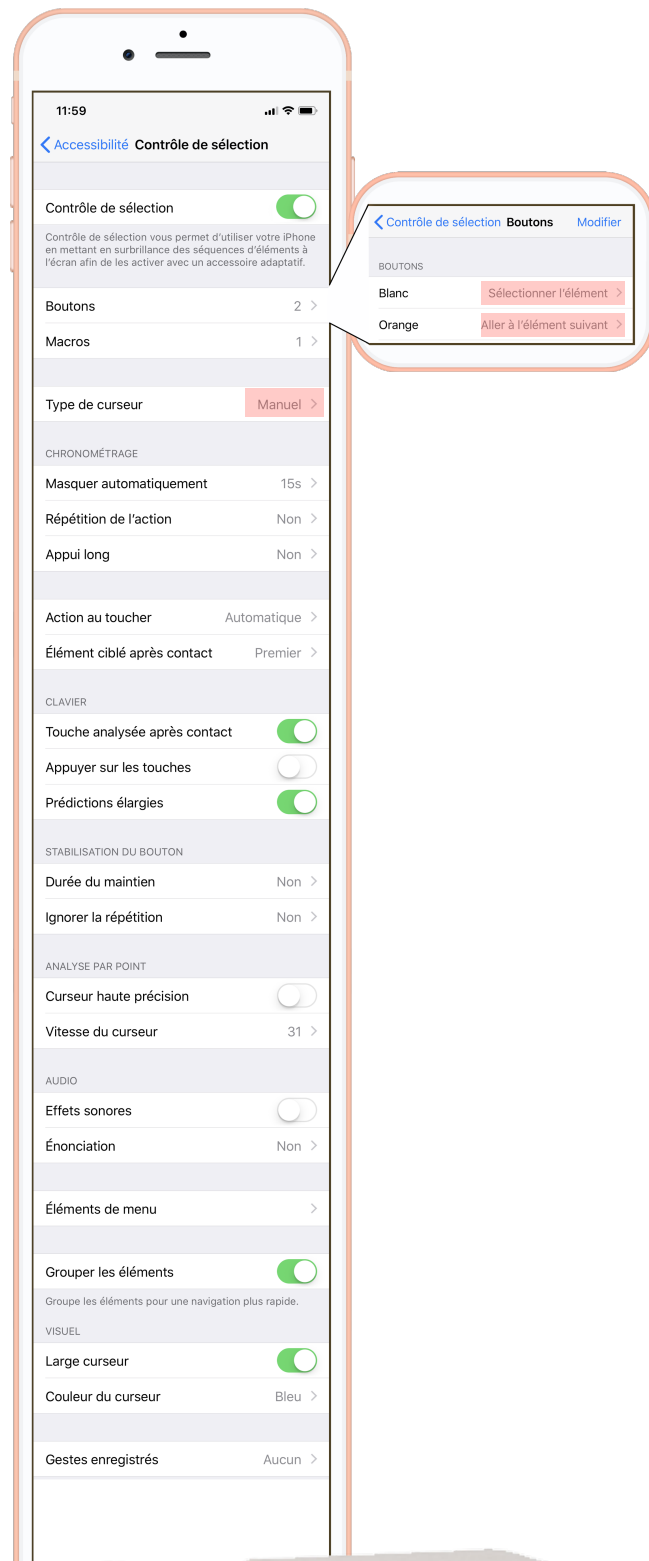 11:59
Accessibilité Contrôle de sélection
Contrôle de sélection
Contrôle de sélection vous permet d'utiliser votre iPhone
en mettant en surbrillance des séquences d'éléments à
l'écran afin de les activer avec un accessoire adaptatif.
Boutons 2
Macros 1
Contrôle de sélection Boutons Modifier
BOUTONS
Blanc Sélectionner l'élément
Orange Aller à l'élément suivant
Type de curseur Manuel
CHRONOMÉTRAGE
Masquer automatiquement 15s
Répétition de l'action Non
Appui long Non
Action au toucher Automatique
Élément ciblé après contact Premier
CLAVIER
Touche analysée après contact
Appuyer sur les touches
Prédictions élargies
STABILISATION DU BOUTON
Durée du maintien Non
Ignorer la répétition Non
ANALYSE PAR POINT
Curseur haute précision
Vitesse du curseur 31
AUDIO
Effets sonores
Énonciation Non
Éléments de menu
Grouper les éléments
Groupe les éléments pour une navigation plus rapide.
VISUEL
Large curseur
Couleur du curseur Bleu
Gestes enregistrés Aucun